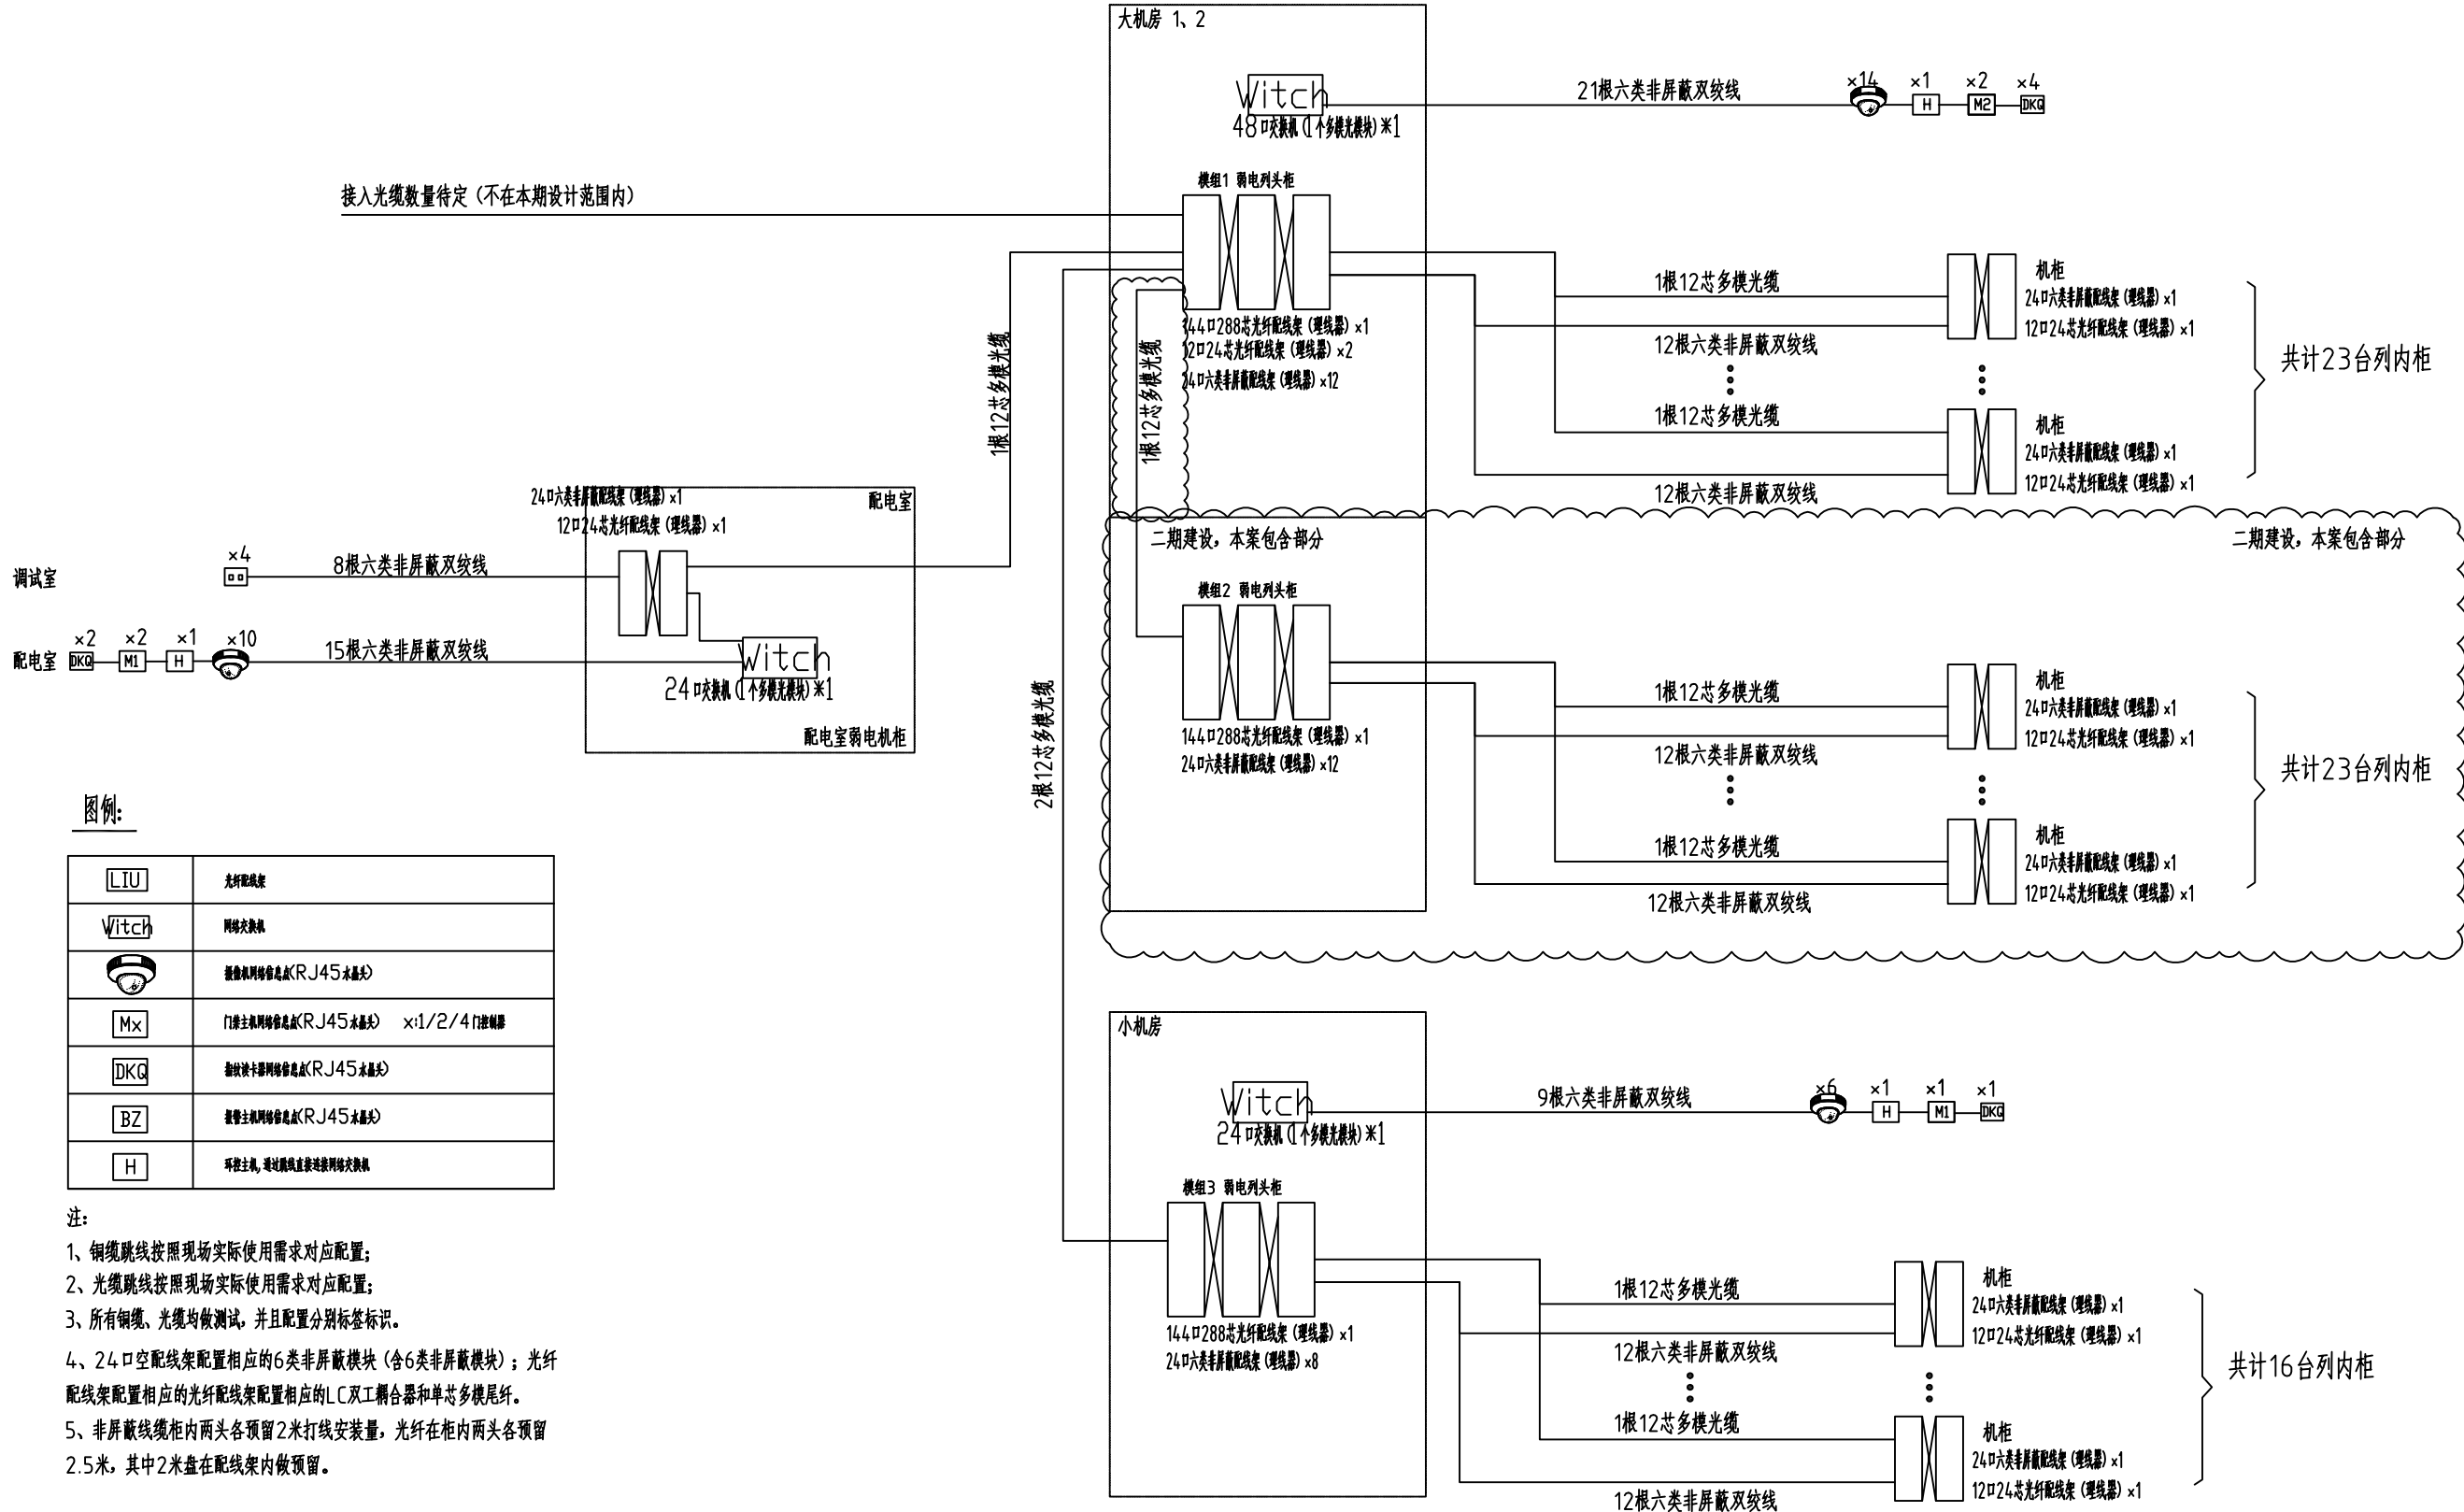 大机房 1、2
Witch
48口交换机(1个多模光模块)*1
21根六类非屏蔽双绞线
×14
×1
×2
×4
H
M2
DKQ
接入光缆数量待定（不在本期设计范围内）
模组1 弱电列头柜
144口288芯光纤配线架（理线器）×1
12口24芯光纤配线架（理线器）×2
24口六类非屏蔽配线架（理线器）×12
1根12芯多模光缆
1根12芯多模光缆
2根12芯多模光缆
1根12芯多模光缆
12根六类非屏蔽双绞线
1根12芯多模光缆
12根六类非屏蔽双绞线
机柜
24口六类非屏蔽配线架（理线器）×1
12口24芯光纤配线架（理线器）×1
机柜
24口六类非屏蔽配线架（理线器）×1
12口24芯光纤配线架（理线器）×1
共计23台列内柜
24口六类非屏蔽配线架（理线器）×1
12口24芯光纤配线架（理线器）×1
配电室
调试室
×4
8根六类非屏蔽双绞线
配电室
×2
×2
×1
×10
DKQ
M1
H
15根六类非屏蔽双绞线
Witch
24口交换机(1个多模光模块)*1
配电室弱电机柜
二期建设，本案包含部分
二期建设，本案包含部分
模组2 弱电列头柜
144口288芯光纤配线架（理线器）×1
24口六类非屏蔽配线架（理线器）×12
1根12芯多模光缆
12根六类非屏蔽双绞线
1根12芯多模光缆
12根六类非屏蔽双绞线
机柜
24口六类非屏蔽配线架（理线器）×1
12口24芯光纤配线架（理线器）×1
机柜
24口六类非屏蔽配线架（理线器）×1
12口24芯光纤配线架（理线器）×1
共计23台列内柜
小机房
Witch
24口交换机(1个多模光模块)*1
9根六类非屏蔽双绞线
×6
×1
×1
×1
H
M1
DKQ
模组3 弱电列头柜
144口288芯光纤配线架（理线器）×1
24口六类非屏蔽配线架（理线器）×8
1根12芯多模光缆
12根六类非屏蔽双绞线
1根12芯多模光缆
12根六类非屏蔽双绞线
机柜
24口六类非屏蔽配线架（理线器）×1
12口24芯光纤配线架（理线器）×1
机柜
24口六类非屏蔽配线架（理线器）×1
12口24芯光纤配线架（理线器）×1
共计16台列内柜
图例：
LIU 光纤配线架
Witch 网络交换机
摄像机网络信息点(RJ45水晶头)
Mx 门禁主机网络信息点(RJ45水晶头) x:1/2/4门控制器
DKQ 指纹读卡器网络信息点(RJ45水晶头)
BZ 报警主机网络信息点(RJ45水晶头)
H 环控主机,通过跳线直接连接网络交换机
注：
1、铜缆跳线按照现场实际使用需求对应配置；
2、光缆跳线按照现场实际使用需求对应配置；
3、所有铜缆、光缆均做测试，并且配置分别标签标识。
4、24口空配线架配置相应的6类非屏蔽模块（含6类非屏蔽模块）；光纤
配线架配置相应的光纤配线架配置相应的LC双工耦合器和单芯多模尾纤。
5、非屏蔽线缆柜内两头各预留2米打线安装量，光纤在柜内两头各预留
2.5米，其中2米盘在配线架内做预留。